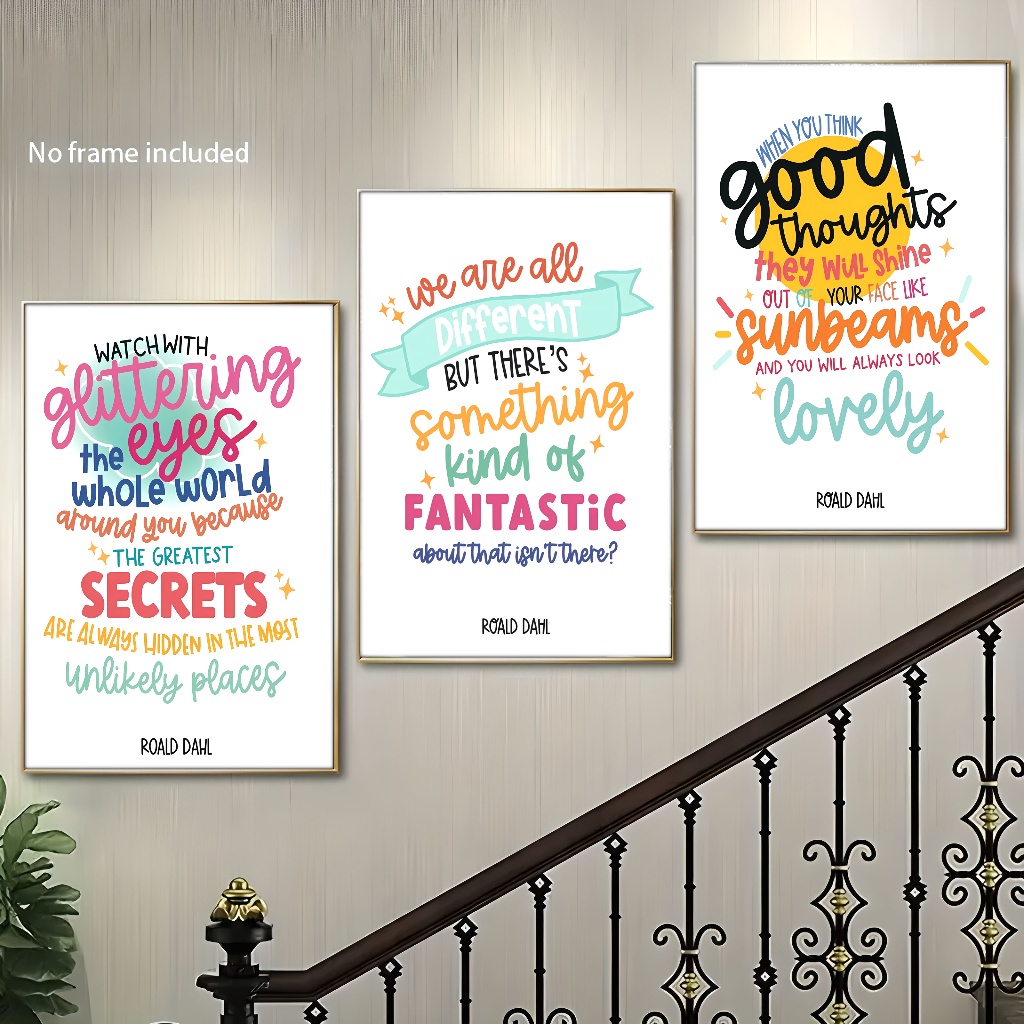 No frame included
WATCH WITH
glittering
eyes
the
whole world
around you because
THE GREATEST
SECRETS
ARE ALWAYS HIDDEN IN THE MOST
unlikely places
ROALD DAHL
we are all
Different
BUT THERE'S
something
kind of
FANTASTiC
about that isn't there?
ROALD DAHL
WHEN YOU THINK
good
thoughts
they WiLL Shine
OUT OF YOUR FACE LIKE
sunbeams
AND YOU WILL ALWAYS LOOK
lovely
ROALD DAHL